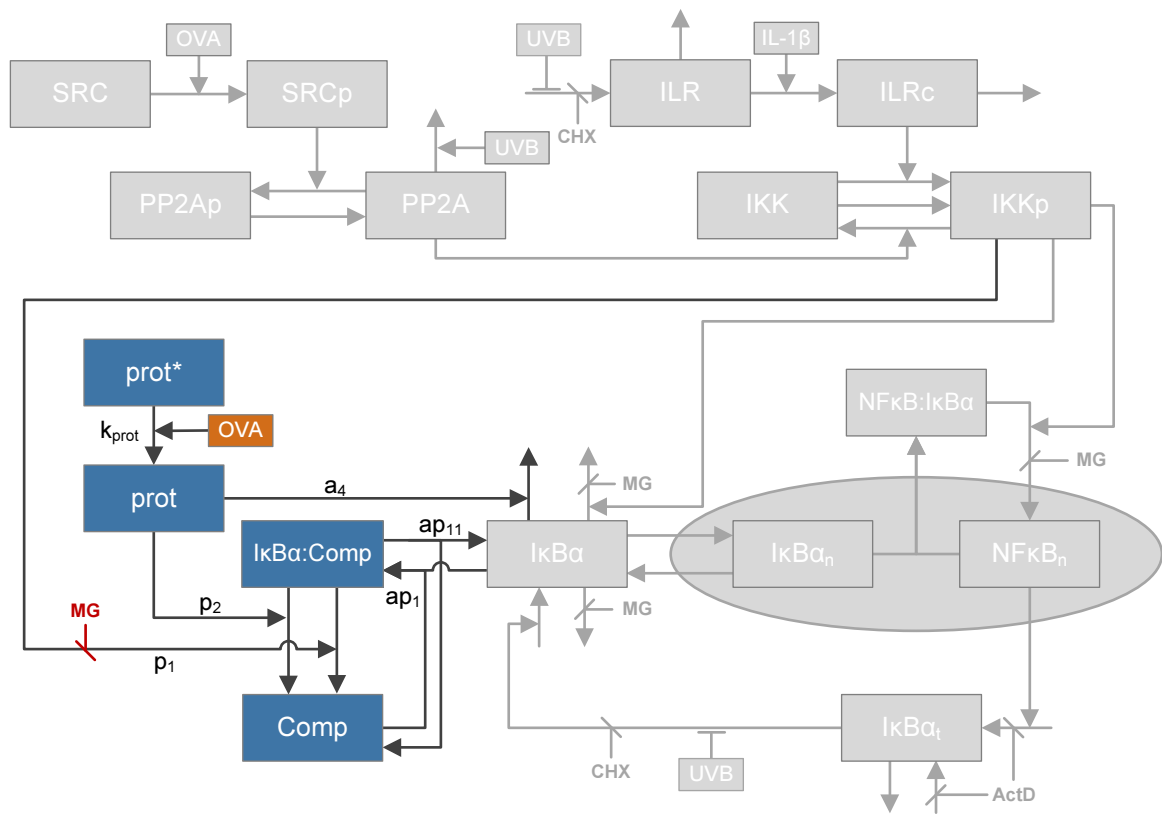 OVA
UVB
IL-1β
SRC
SRCp
ILR
ILRc
CHX
UVB
PP2Ap
PP2A
IKK
IKKp
prot*
k_prot
OVA
NFκB:IκBα
MG
prot
a₄
MG
ap₁₁
IκBα:Comp
IκBα
IκBαₙ
NFκBₙ
ap₁
MG
p₂
MG
p₁
Comp
IκBαₜ
CHX
UVB
ActD